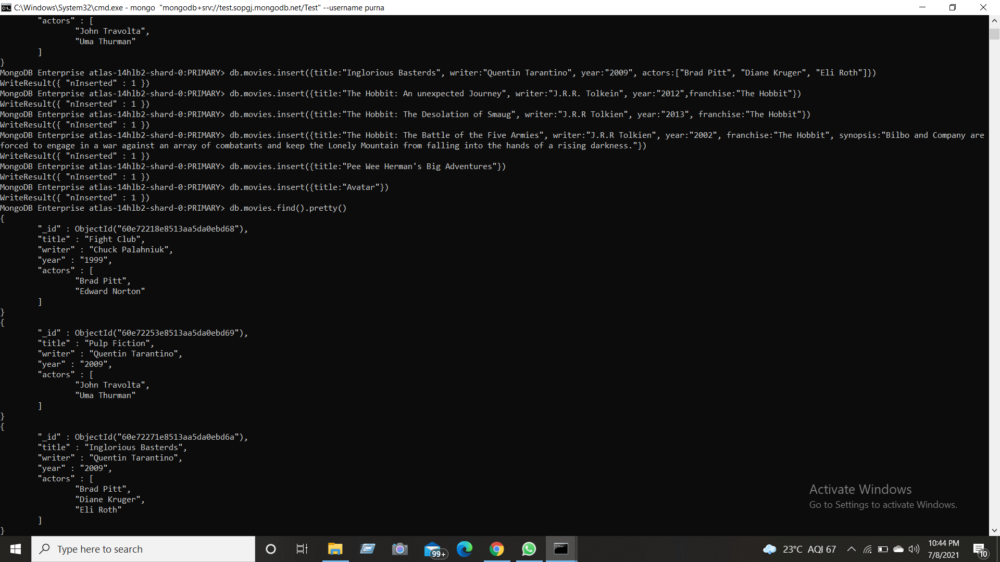 C:\Windows\System32\cmd.exe - mongo  "mongodb+srv://test.sopgj.mongodb.net/Test" --username purna
        "actors" : [
                "John Travolta",
                "Uma Thurman"
        ]
}
MongoDB Enterprise atlas-14hlb2-shard-0:PRIMARY> db.movies.insert({title:"Inglorious Basterds", writer:"Quentin Tarantino", year:"2009", actors:["Brad Pitt", "Diane Kruger", "Eli Roth"]})
WriteResult({ "nInserted" : 1 })
MongoDB Enterprise atlas-14hlb2-shard-0:PRIMARY> db.movies.insert({title:"The Hobbit: An unexpected Journey", writer:"J.R.R. Tolkein", year:"2012",franchise:"The Hobbit"})
WriteResult({ "nInserted" : 1 })
MongoDB Enterprise atlas-14hlb2-shard-0:PRIMARY> db.movies.insert({title:"The Hobbit: The Desolation of Smaug", writer:"J.R.R Tolkien", year:"2013", franchise:"The Hobbit"})
WriteResult({ "nInserted" : 1 })
MongoDB Enterprise atlas-14hlb2-shard-0:PRIMARY> db.movies.insert({title:"The Hobbit: The Battle of the Five Armies", writer:"J.R.R Tolkien", year:"2002", franchise:"The Hobbit", synopsis:"Bilbo and Company are
forced to engage in a war against an array of combatants and keep the Lonely Mountain from falling into the hands of a rising darkness."})
WriteResult({ "nInserted" : 1 })
MongoDB Enterprise atlas-14hlb2-shard-0:PRIMARY> db.movies.insert({title:"Pee Wee Herman's Big Adventures"})
WriteResult({ "nInserted" : 1 })
MongoDB Enterprise atlas-14hlb2-shard-0:PRIMARY> db.movies.insert({title:"Avatar"})
WriteResult({ "nInserted" : 1 })
MongoDB Enterprise atlas-14hlb2-shard-0:PRIMARY> db.movies.find().pretty()
{
        "_id" : ObjectId("60e72218e8513aa5da0ebd68"),
        "title" : "Fight Club",
        "writer" : "Chuck Palahniuk",
        "year" : "1999",
        "actors" : [
                "Brad Pitt",
                "Edward Norton"
        ]
}
{
        "_id" : ObjectId("60e72253e8513aa5da0ebd69"),
        "title" : "Pulp Fiction",
        "writer" : "Quentin Tarantino",
        "year" : "2009",
        "actors" : [
                "John Travolta",
                "Uma Thurman"
        ]
}
{
        "_id" : ObjectId("60e72271e8513aa5da0ebd6a"),
        "title" : "Inglorious Basterds",
        "writer" : "Quentin Tarantino",
        "year" : "2009",
        "actors" : [
                "Brad Pitt",
                "Diane Kruger",
                "Eli Roth"
        ]
}
Activate Windows
Go to Settings to activate Windows.
Type here to search
99+
23°C AQI 67
10:44 PM
7/8/2021
10